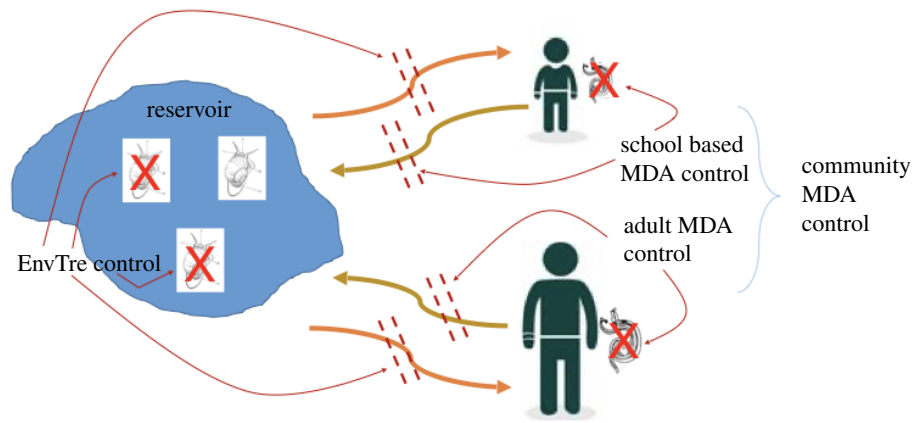 reservoir
EnvTre control
school based
MDA control
adult MDA
control
community
MDA
control